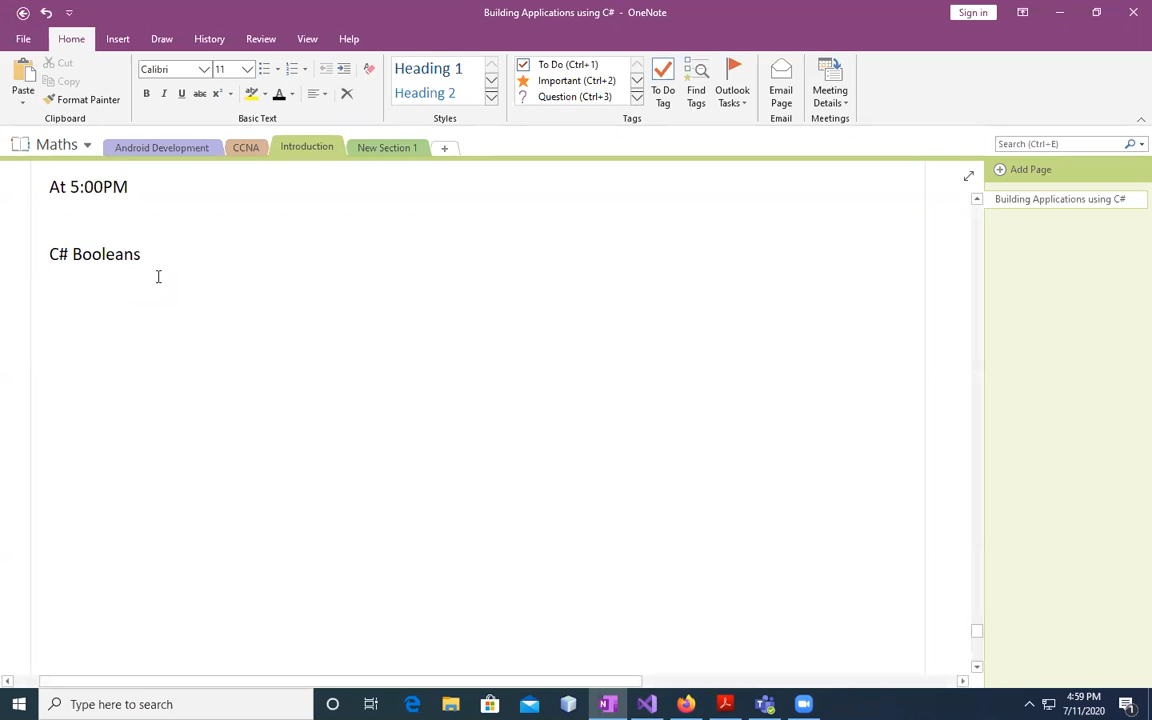 Building Applications using C# - OneNote
Sign in
File Home Insert Draw History Review View Help
Paste
Cut
Copy
Format Painter
Clipboard
Calibri 11
B I U abc x² ab A
Basic Text
Heading 1
Heading 2
Styles
To Do (Ctrl+1)
Important (Ctrl+2)
Question (Ctrl+3)
To Do Tag
Find Tags
Tags
Outlook Tasks
Email Page
Email
Meeting Details
Meetings
Maths
Android Development
CCNA
Introduction
New Section 1
Search (Ctrl+E)
Add Page
Building Applications using C#
At 5:00PM
C# Booleans
Type here to search
4:59 PM
7/11/2020
1